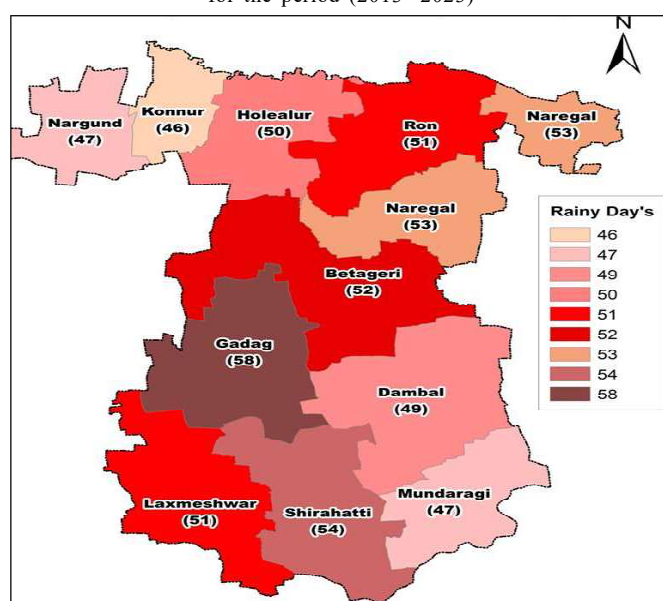 for the period (2013–2023)
N
Nargund
(47)
Konnur
(46)
Holealur
(50)
Ron
(51)
Naregal
(53)
Naregal
(53)
Betageri
(52)
Gadag
(58)
Dambal
(49)
Laxmeshwar
(51)
Shirahatti
(54)
Mundaragi
(47)
Rainy Day's
46
47
49
50
51
52
53
54
58